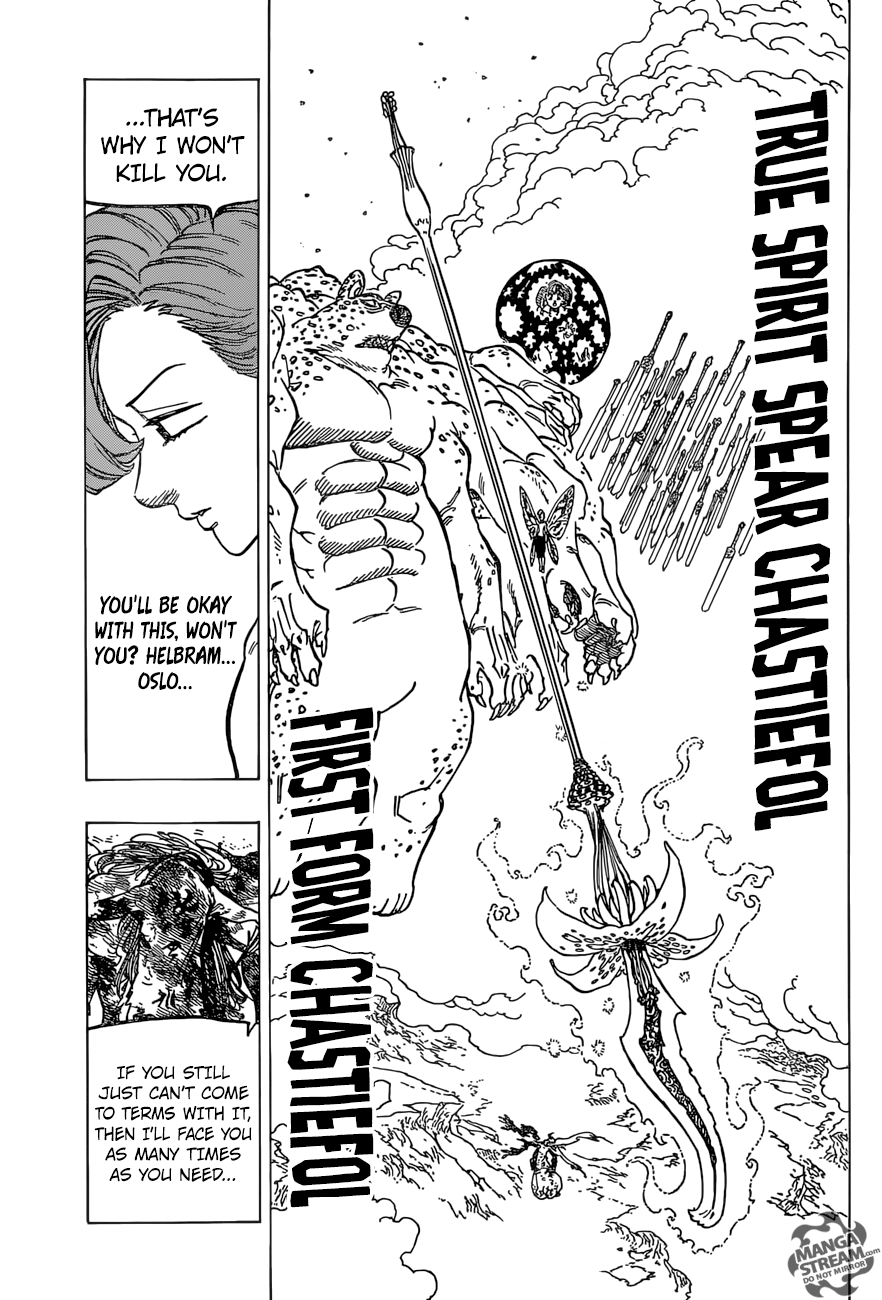 TRUE SPIRIT SPEAR CHASTIEFOL
FIRST FORM CHASTIEFOL
...THAT'S
WHY I WON'T
KILL YOU.
YOU'LL BE OKAY
WITH THIS, WON'T
YOU? HELBRAM...
OSLO...
IF YOU STILL
JUST CAN'T COME
TO TERMS WITH IT,
THEN I'LL FACE YOU
AS MANY TIMES
AS YOU NEED...
MANGA
STREAM.com
DO NOT MIRROR